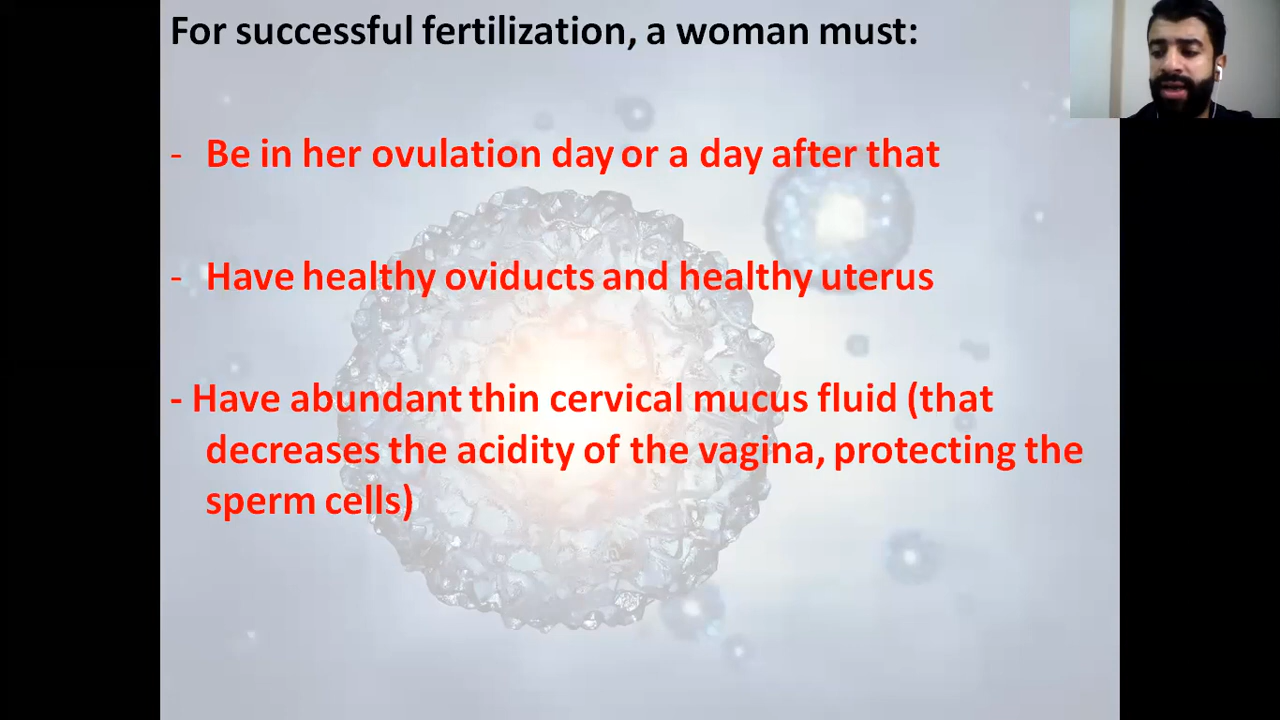 For successful fertilization, a woman must:
- Be in her ovulation day or a day after that
- Have healthy oviducts and healthy uterus
- Have abundant thin cervical mucus fluid (that
decreases the acidity of the vagina, protecting the
sperm cells)